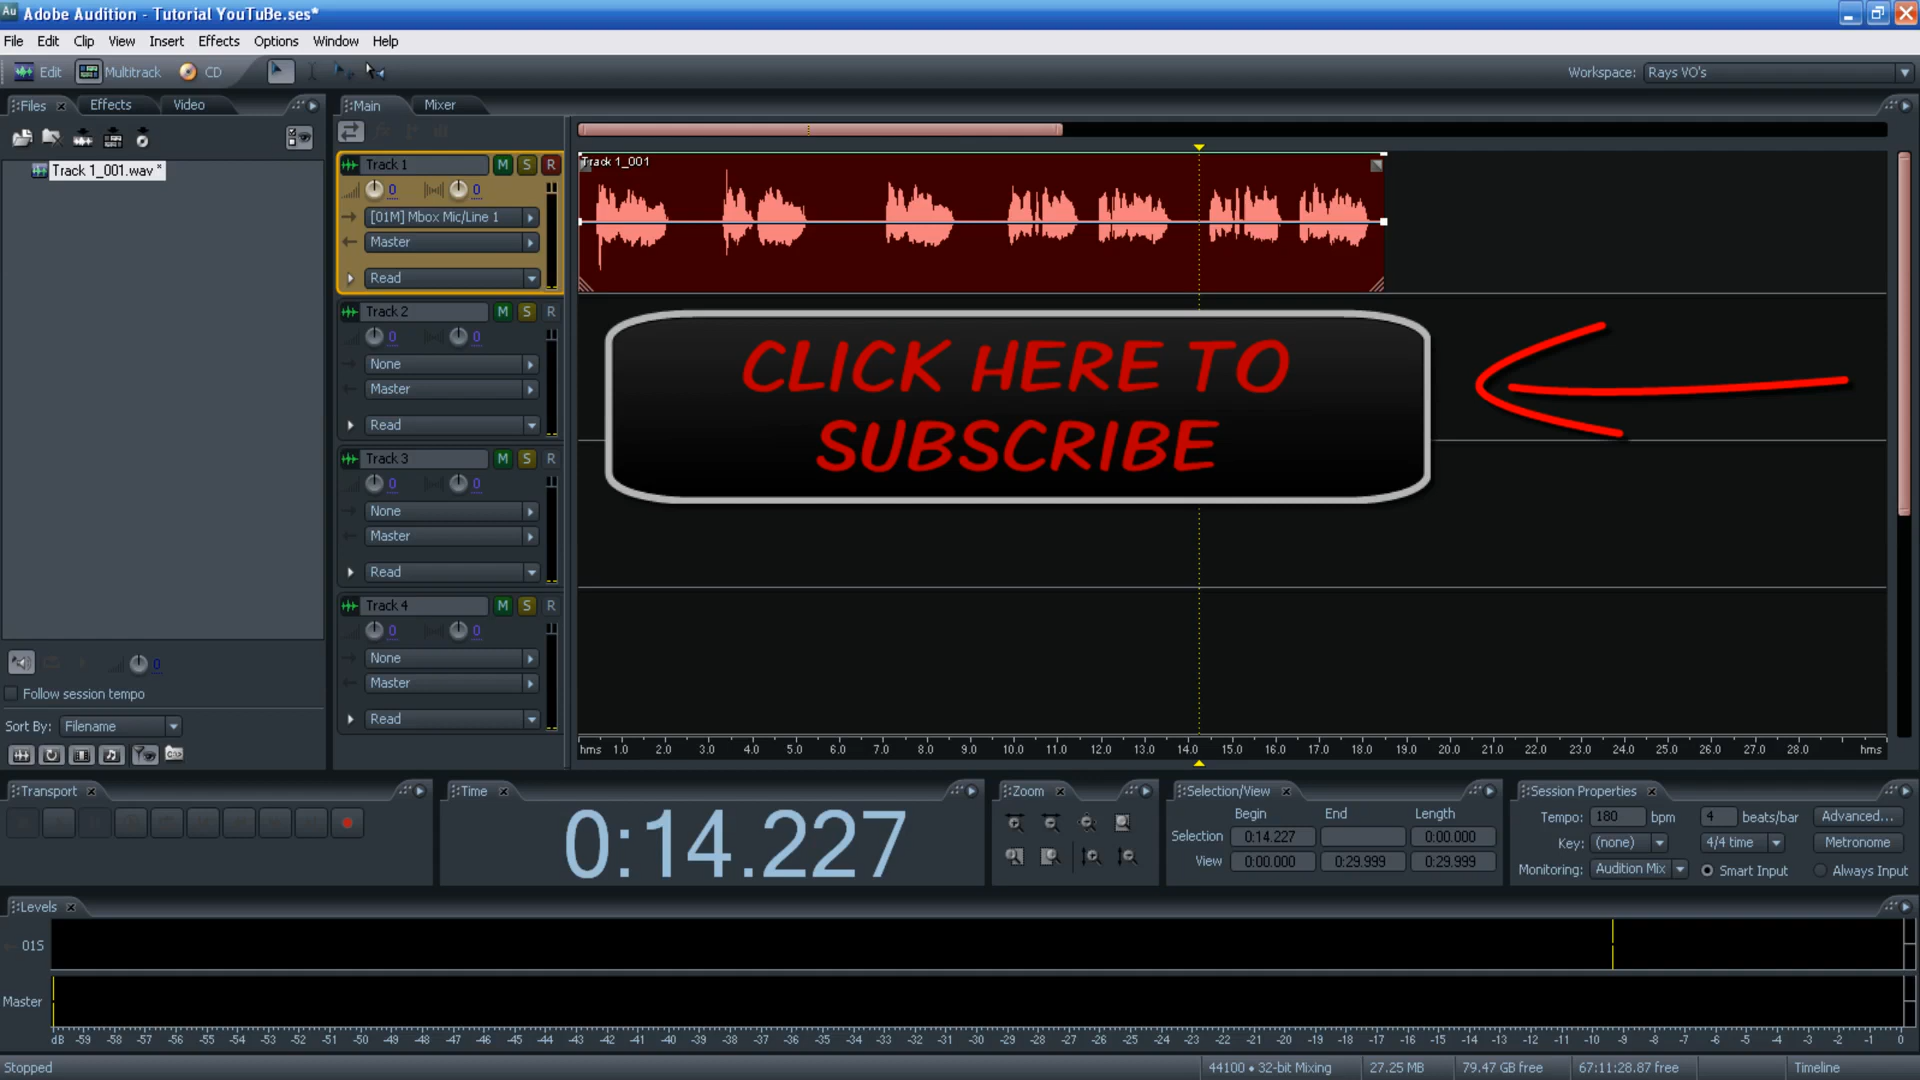 Au Adobe Audition - Tutorial YouTuBe.ses*
File Edit Clip View Insert Effects Options Window Help
Edit Multitrack CD Workspace: Rays VO's
Files Effects Video
Track 1_001.wav *
Follow session tempo
Sort By: Filename
Main Mixer
Track 1 M S R
0 0
[01M] Mbox Mic/Line 1
Master
Read
Track 2 M S R
0 0
None
Master
Read
Track 3 M S R
0 0
None
Master
Read
Track 4 M S R
0 0
None
Master
Read
Track 1_001
CLICK HERE TO
SUBSCRIBE
hms 1.0 2.0 3.0 4.0 5.0 6.0 7.0 8.0 9.0 10.0 11.0 12.0 13.0 14.0 15.0 16.0 17.0 18.0 19.0 20.0 21.0 22.0 23.0 24.0 25.0 26.0 27.0 28.0 hms
Transport
Time
0:14.227
Zoom
Selection/View
Begin End Length
Selection 0:14.227 0:00.000
View 0:00.000 0:29.999 0:29.999
Session Properties
Tempo: 180 bpm 4 beats/bar Advanced...
Key: (none) 4/4 time Metronome
Monitoring: Audition Mix Smart Input Always Input
Levels
01S
Master
dB -59 -58 -57 -56 -55 -54 -53 -52 -51 -50 -49 -48 -47 -46 -45 -44 -43 -42 -41 -40 -39 -38 -37 -36 -35 -34 -33 -32 -31 -30 -29 -28 -27 -26 -25 -24 -23 -22 -21 -20 -19 -18 -17 -16 -15 -14 -13 -12 -11 -10 -9 -8 -7 -6 -5 -4 -3 -2 -1 0
Stopped 44100 • 32-bit Mixing 27.25 MB 79.47 GB free 67:11:28.87 free Timeline